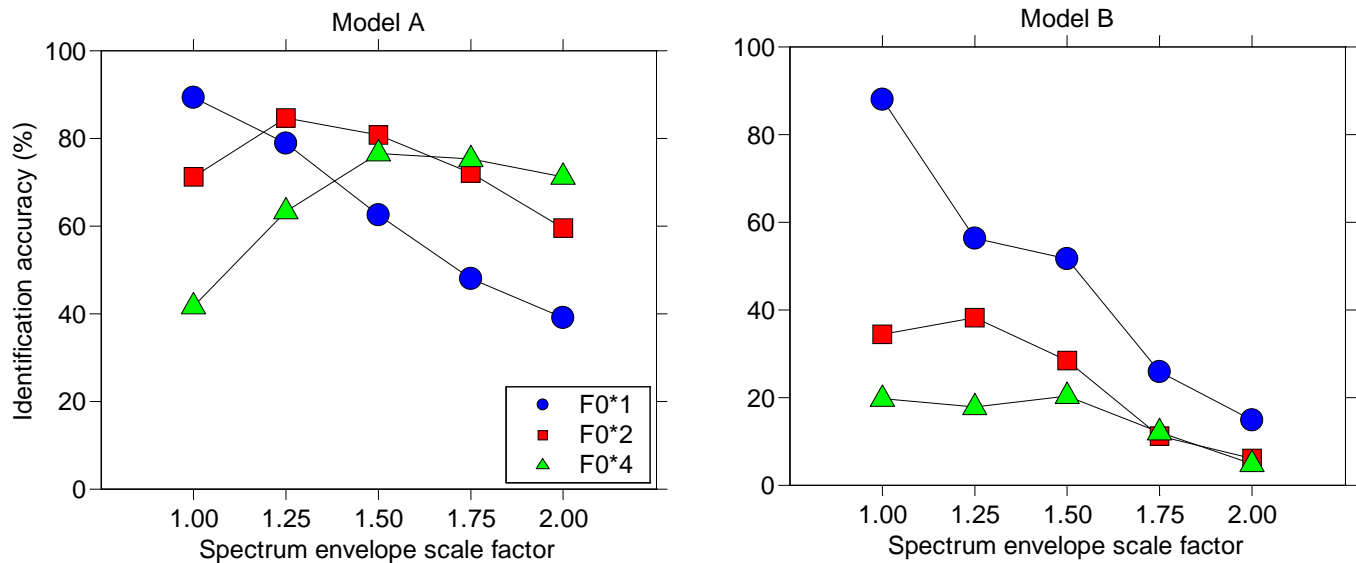 Model A
Identification accuracy (%)
100
80
60
40
20
0
F0*1
F0*2
F0*4
1.00 1.25 1.50 1.75 2.00
Spectrum envelope scale factor
Model B
100
80
60
40
20
0
1.00 1.25 1.50 1.75 2.00
Spectrum envelope scale factor